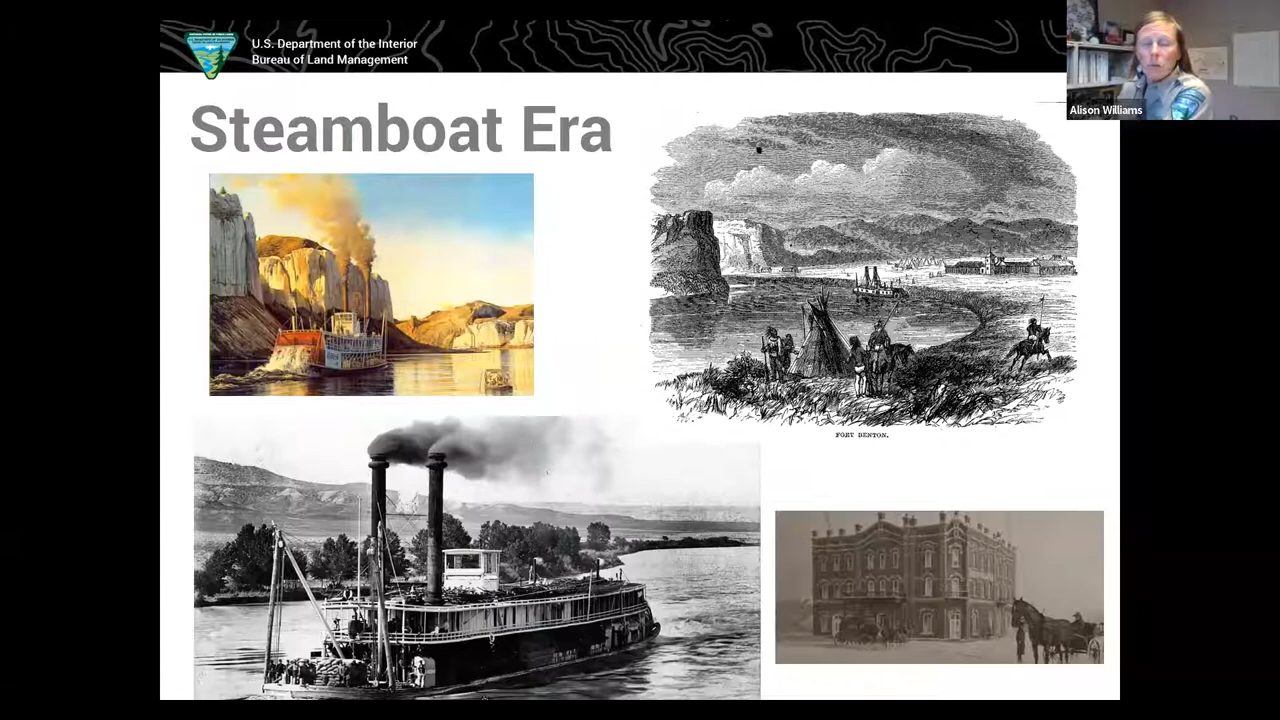 U.S. Department of the Interior
Bureau of Land Management
Alison Williams
Steamboat Era
FORT BENTON.